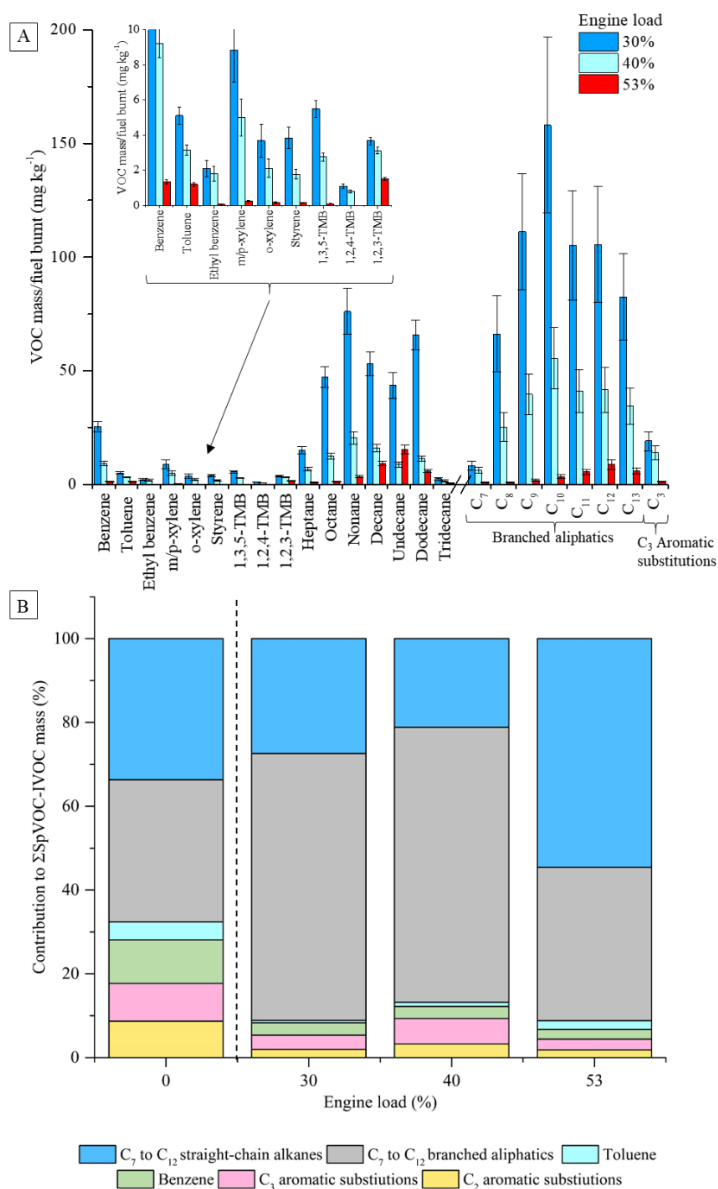 A
Engine load
30%
40%
53%
VOC mass/fuel burnt (mg kg⁻¹)
200
150
100
50
0
VOC mass/fuel burnt (mg kg⁻¹)
10
8
6
4
2
0
Benzene
Toluene
Ethyl benzene
m/p-xylene
o-xylene
Styrene
1,3,5-TMB
1,2,4-TMB
1,2,3-TMB
Benzene
Toluene
Ethyl benzene
m/p-xylene
o-xylene
Styrene
1,3,5-TMB
1,2,4-TMB
1,2,3-TMB
Heptane
Octane
Nonane
Decane
Undecane
Dodecane
Tridecane
C₇
C₈
C₉
C₁₀
C₁₁
C₁₂
C₁₃
C₃
Branched aliphatics
C₃ Aromatic
substitutions
B
Contribution to ΣSpVOC-IVOC mass (%)
100
80
60
40
20
0
0
30
40
53
Engine load (%)
C₇ to C₁₂ straight-chain alkanes
C₇ to C₁₂ branched aliphatics
Toluene
Benzene
C₃ aromatic substiutions
C₂ aromatic substiutions